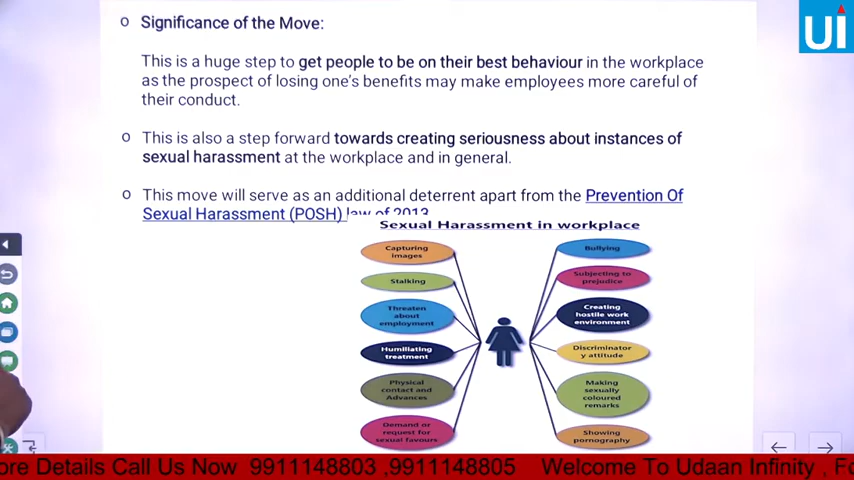 Significance of the Move:
This is a huge step to get people to be on their best behaviour in the workplace
as the prospect of losing one's benefits may make employees more careful of
their conduct.
This is also a step forward towards creating seriousness about instances of
sexual harassment at the workplace and in general.
This move will serve as an additional deterrent apart from the Prevention Of
Sexual Harassment (POSH) law of 2013
Sexual Harassment in workplace
Capturing
images
Stalking
Threaten
about
employment
Humiliating
treatment
Physical
contact and
Advances
Demand or
request for
sexual favours
Bullying
Subjecting to
prejudice
Creating
hostile work
environment
Discriminator
y attitude
Making
sexually
coloured
remarks
Showing
pornography
UI
ore Details Call Us Now 9911148803 ,9911148805 Welcome To Udaan Infinity , Fo